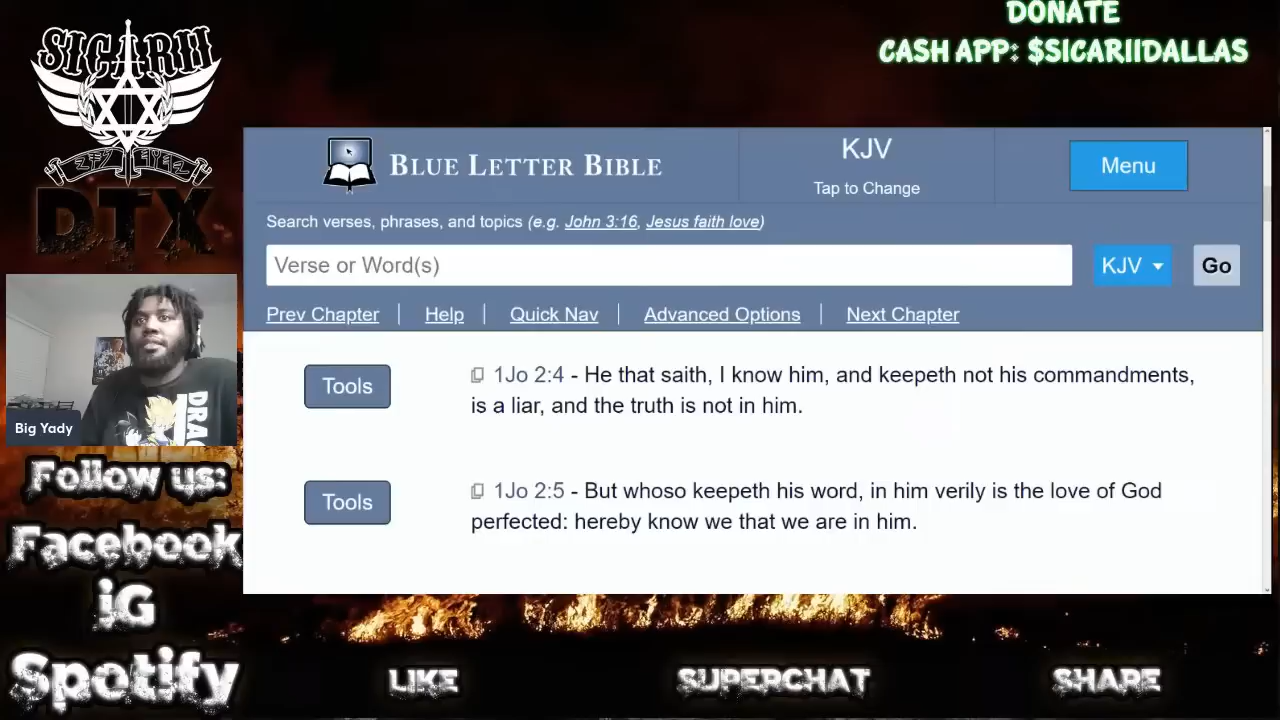 SICARII
DTX
DONATE
CASH APP: $SICARIIDALLAS
BLUE LETTER BIBLE
KJV
Tap to Change
Menu
Search verses, phrases, and topics (e.g. John 3:16, Jesus faith love)
Verse or Word(s)
KJV
Go
Prev Chapter
Help
Quick Nav
Advanced Options
Next Chapter
Tools
1Jo 2:4 - He that saith, I know him, and keepeth not his commandments,
is a liar, and the truth is not in him.
Tools
1Jo 2:5 - But whoso keepeth his word, in him verily is the love of God
perfected: hereby know we that we are in him.
Big Yady
Follow us:
Facebook
iG
Spotify
LIKE
SUPERCHAT
SHARE